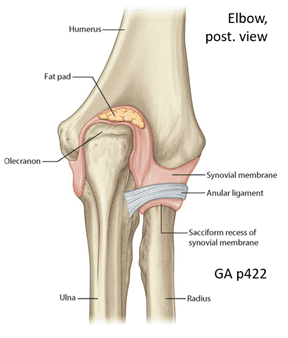 Elbow,
post. view
Humerus
Fat pad
Olecranon
Synovial membrane
Anular ligament
Sacciform recess of
synovial membrane
GA p422
Ulna
Radius